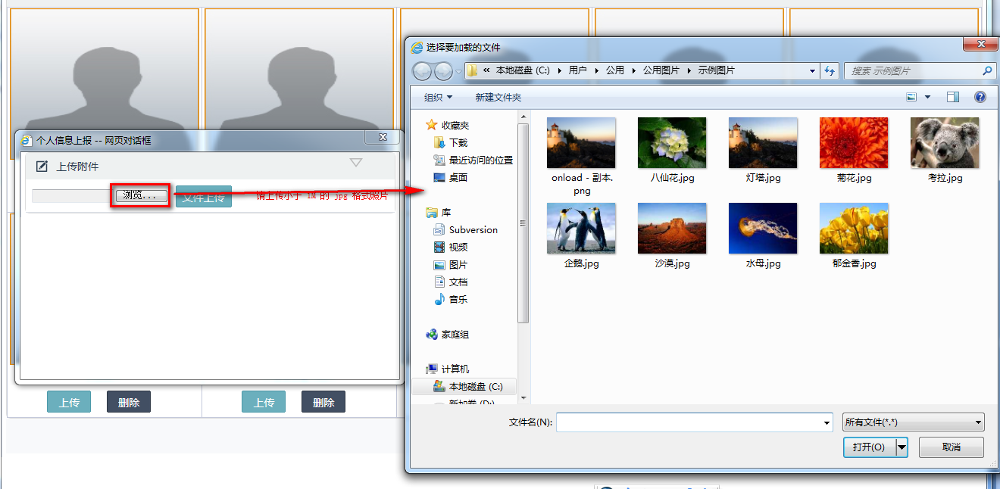 选择要加载的文件
« 本地磁盘 (C:) 用户 公用 公用图片 示例图片
搜索 示例图片
组织 新建文件夹
收藏夹
下载
最近访问的位置
桌面
库
Subversion
视频
图片
文档
音乐
家庭组
计算机
本地磁盘 (C:)
新加卷 (D:)
onload - 副本.
png
八仙花.jpg
灯塔.jpg
菊花.jpg
考拉.jpg
企鹅.jpg
沙漠.jpg
水母.jpg
郁金香.jpg
文件名(N):
所有文件(*.*)
打开(O)
取消
个人信息上报 -- 网页对话框
上传附件
浏览...
文件上传
请上传小于 1M 的 jpg 格式照片
上传 删除 上传 删除